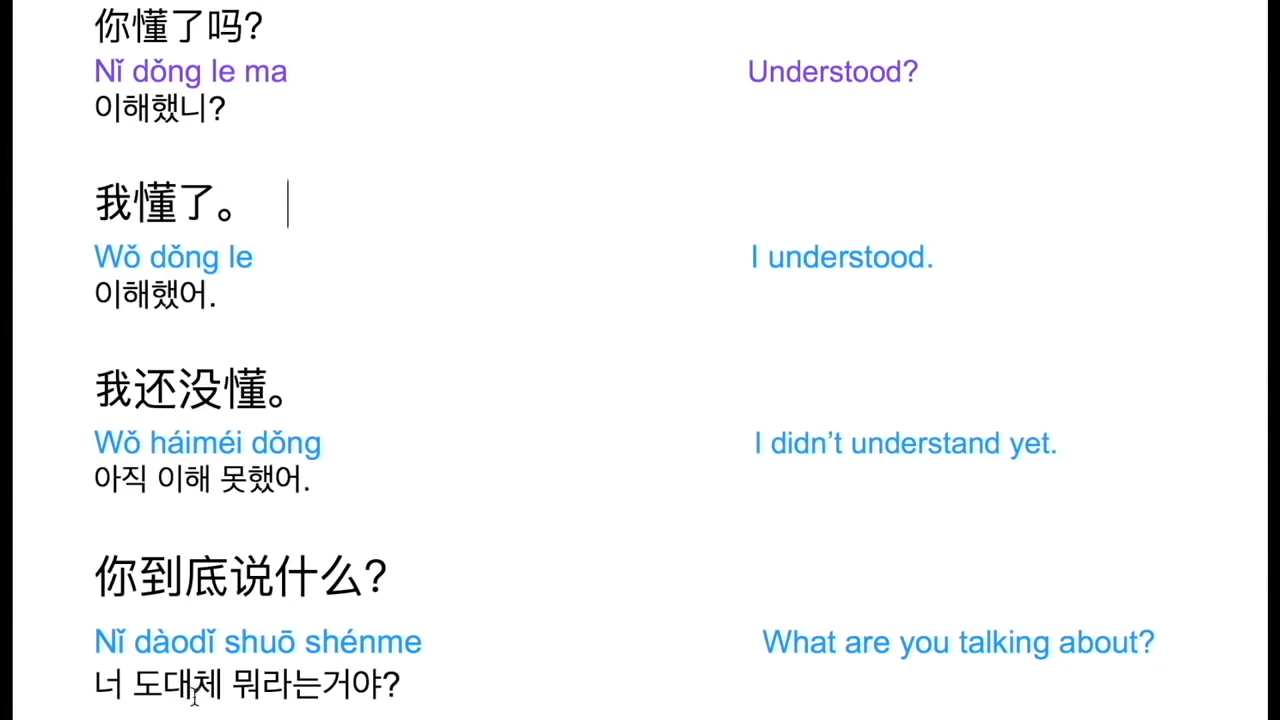 你懂了吗?
Nǐ dǒng le ma
Understood?
이해했니?
我懂了。
Wǒ dǒng le
I understood.
이해했어.
我还没懂。
Wǒ háiméi dǒng
I didn’t understand yet.
아직 이해 못했어.
你到底说什么?
Nǐ dàodǐ shuō shénme
What are you talking about?
너 도대체 뭐라는거야?